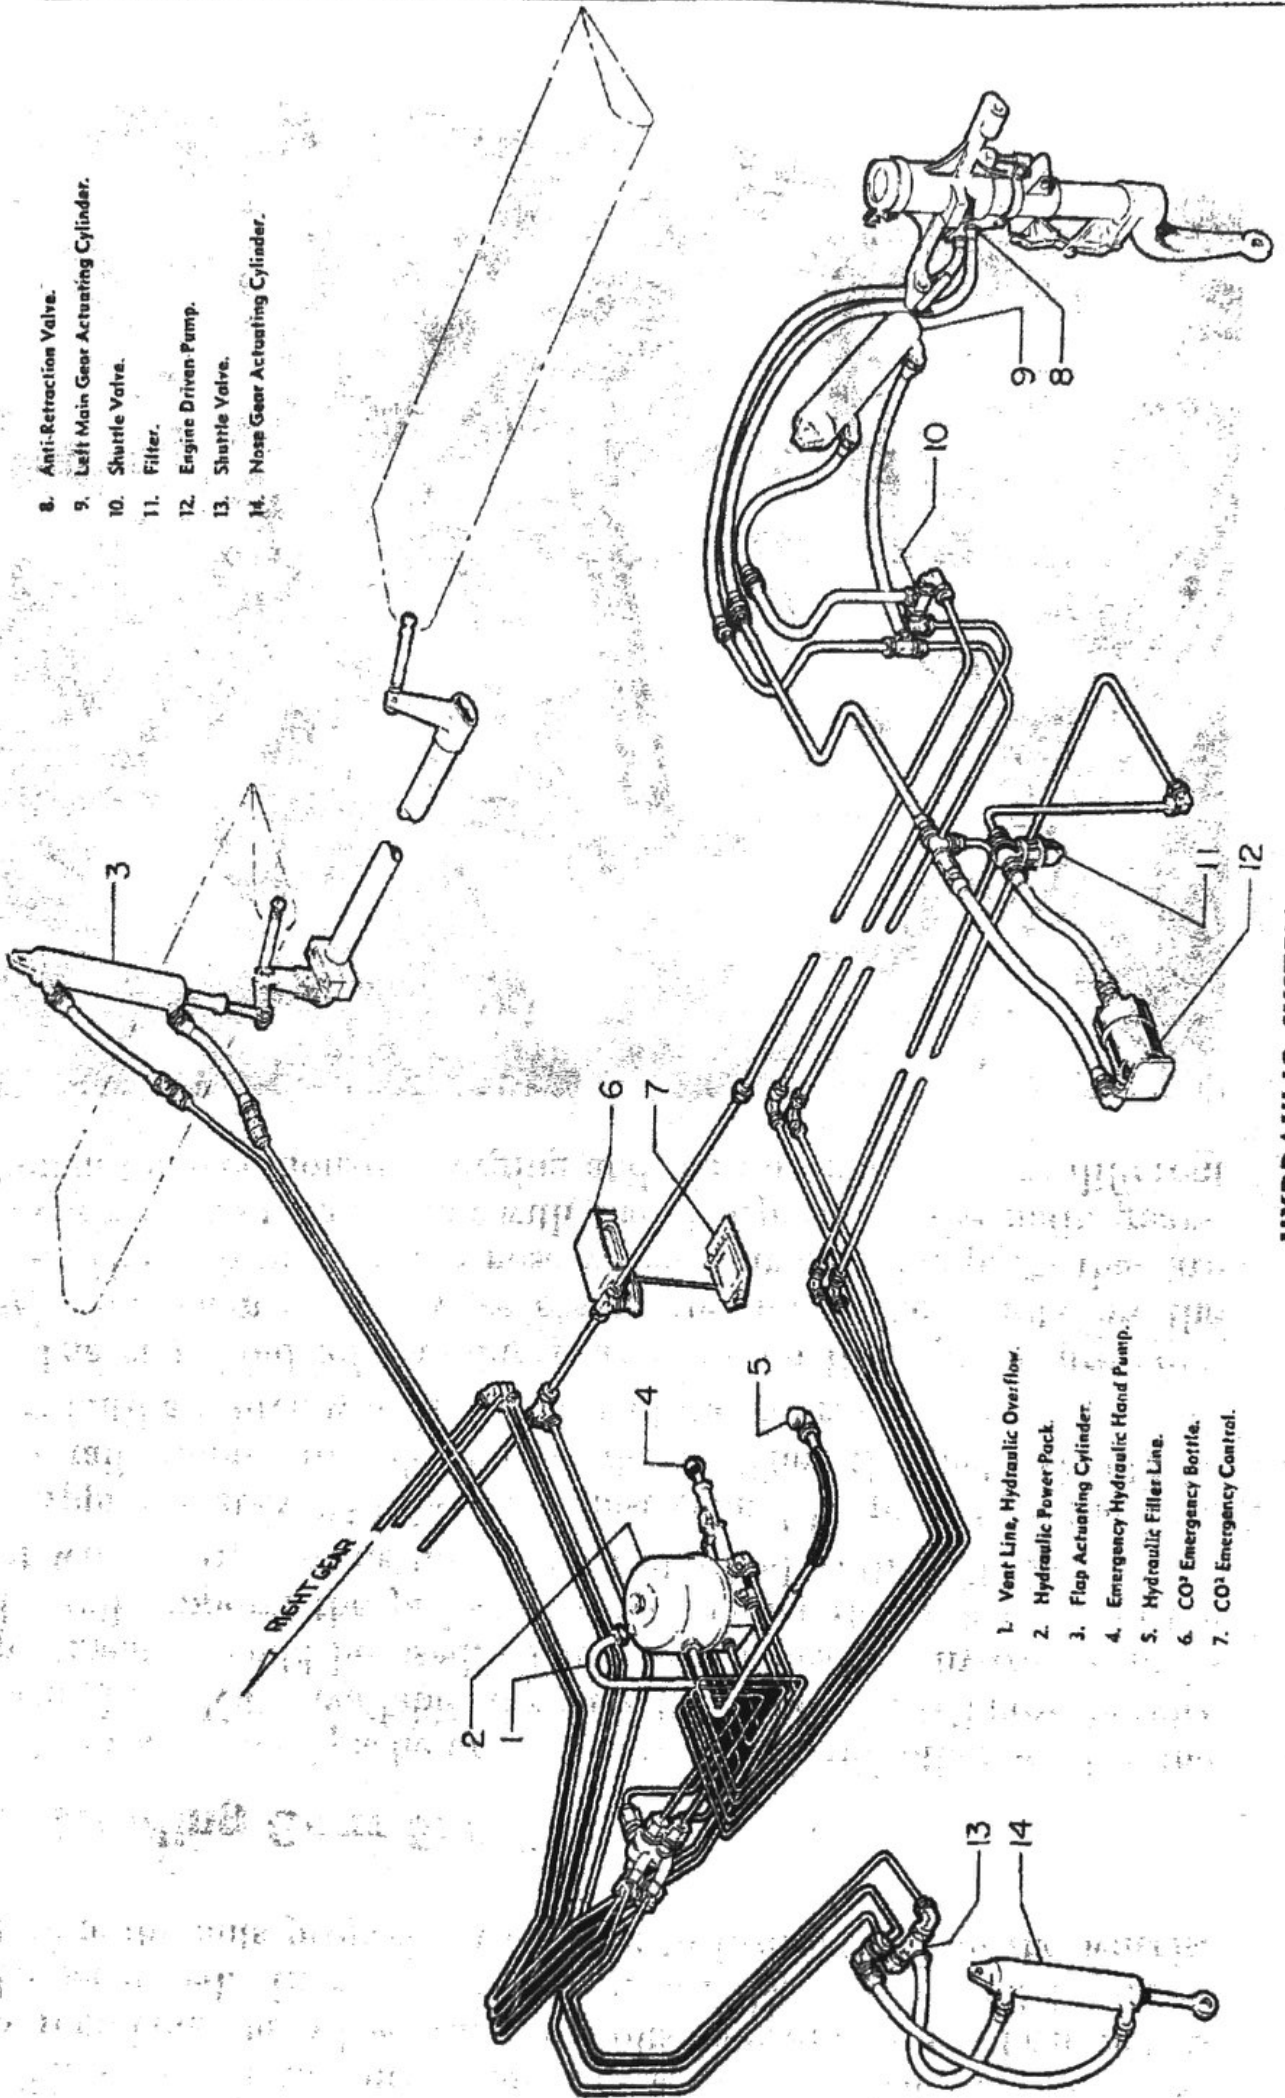 8. Anti-Retraction Valve.
9. Left Main Gear Actuating Cylinder.
10. Shuttle Valve.
11. Filter.
12. Engine Driven Pump.
13. Shuttle Valve.
14. Nose Gear Actuating Cylinder.
3
6
7
RIGHT GEAR
4
5
2
1
9
8
10
11
12
13
14
1. Vent Line, Hydraulic Overflow.
2. Hydraulic Power Pack.
3. Flap Actuating Cylinder.
4. Emergency Hydraulic Hand Pump.
5. Hydraulic Filler Line.
6. CO² Emergency Bottle.
7. CO² Emergency Control.